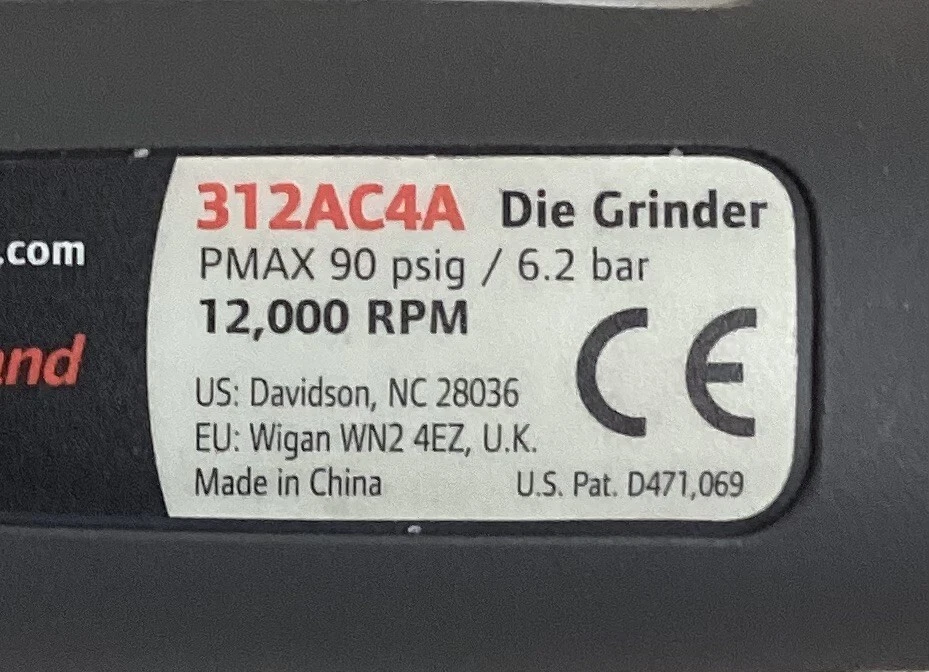 312AC4A Die Grinder
PMAX 90 psig / 6.2 bar
.com
12,000 RPM
and
US: Davidson, NC 28036
EU: Wigan WN2 4EZ, U.K.
Made in China
U.S. Pat. D471,069
CE